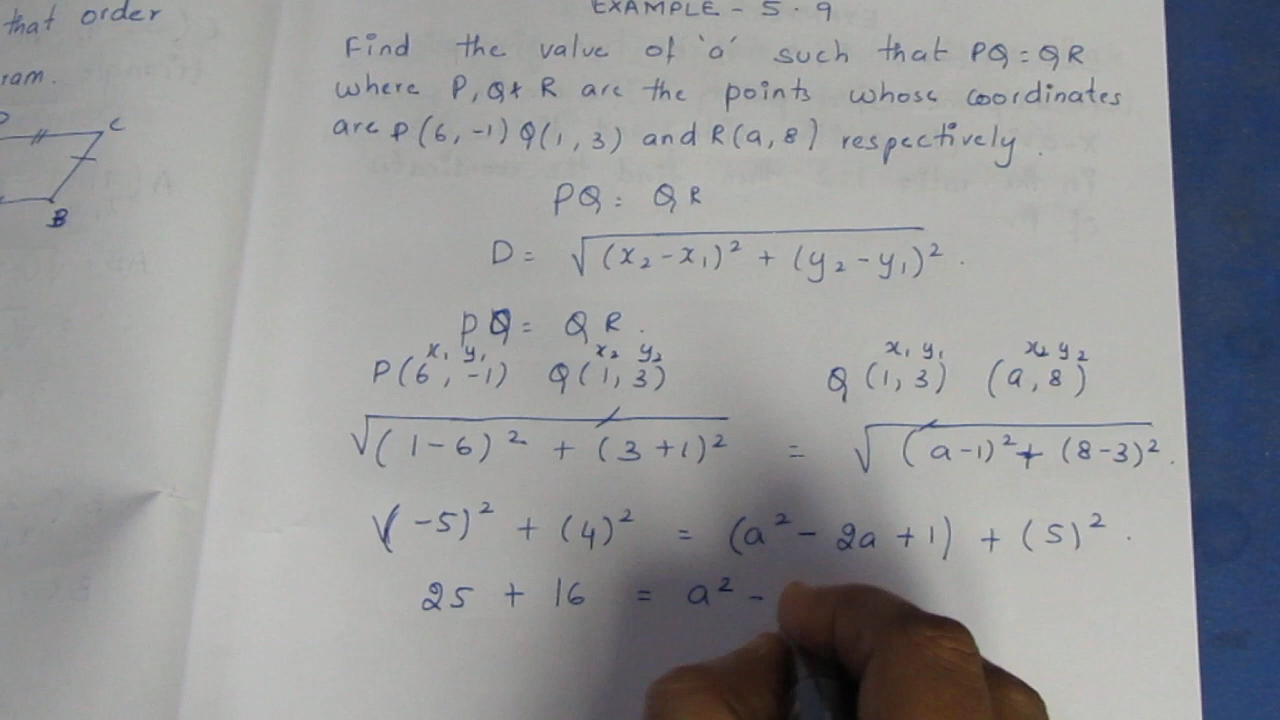 that order
ram.
C
B
EXAMPLE - 5.9
Find the value of 'a' such that PQ = QR
where P, Q & R are the points whose coordinates
are P(6, -1) Q(1, 3) and R(a, 8) respectively.
PQ = QR
D = √(x₂ - x₁)² + (y₂ - y₁)².
PQ = QR.
x₁ y₁ x₂ y₂ x₁ y₁ x₂ y₂
P(6, -1) Q(1, 3) Q(1, 3) (a, 8)
√(1-6)² + (3+1)² = √(a-1)² + (8-3)².
(-5)² + (4)² = (a² - 2a + 1) + (5)².
25 + 16 = a² -